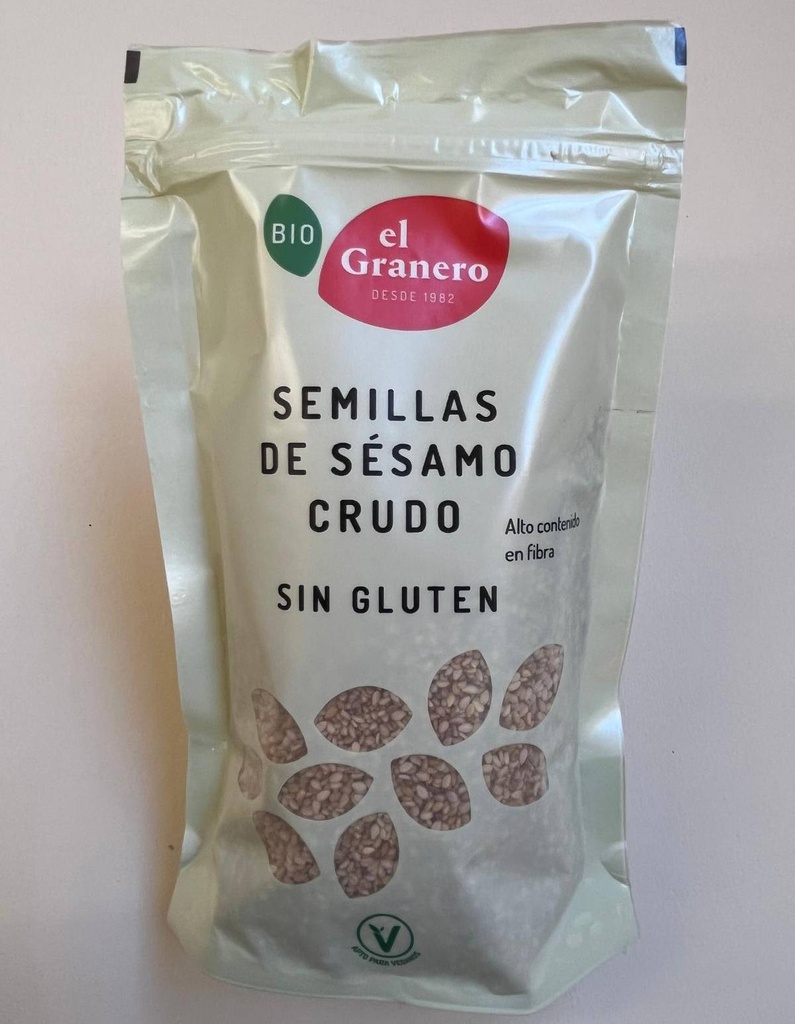 BIO
el
Granero
DESDE 1982
SEMILLAS
DE SÉSAMO
CRUDO
Alto contenido
en fibra
SIN GLUTEN
V
APTO PARA VEGANOS